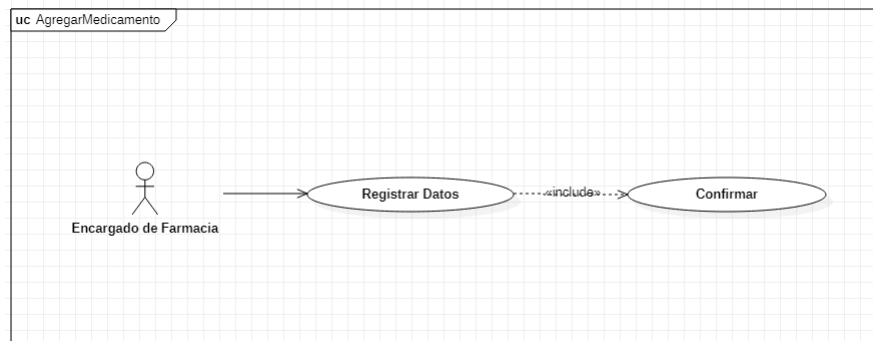 uc AgregarMedicamento
Encargado de Farmacia
Registrar Datos
«include»
Confirmar